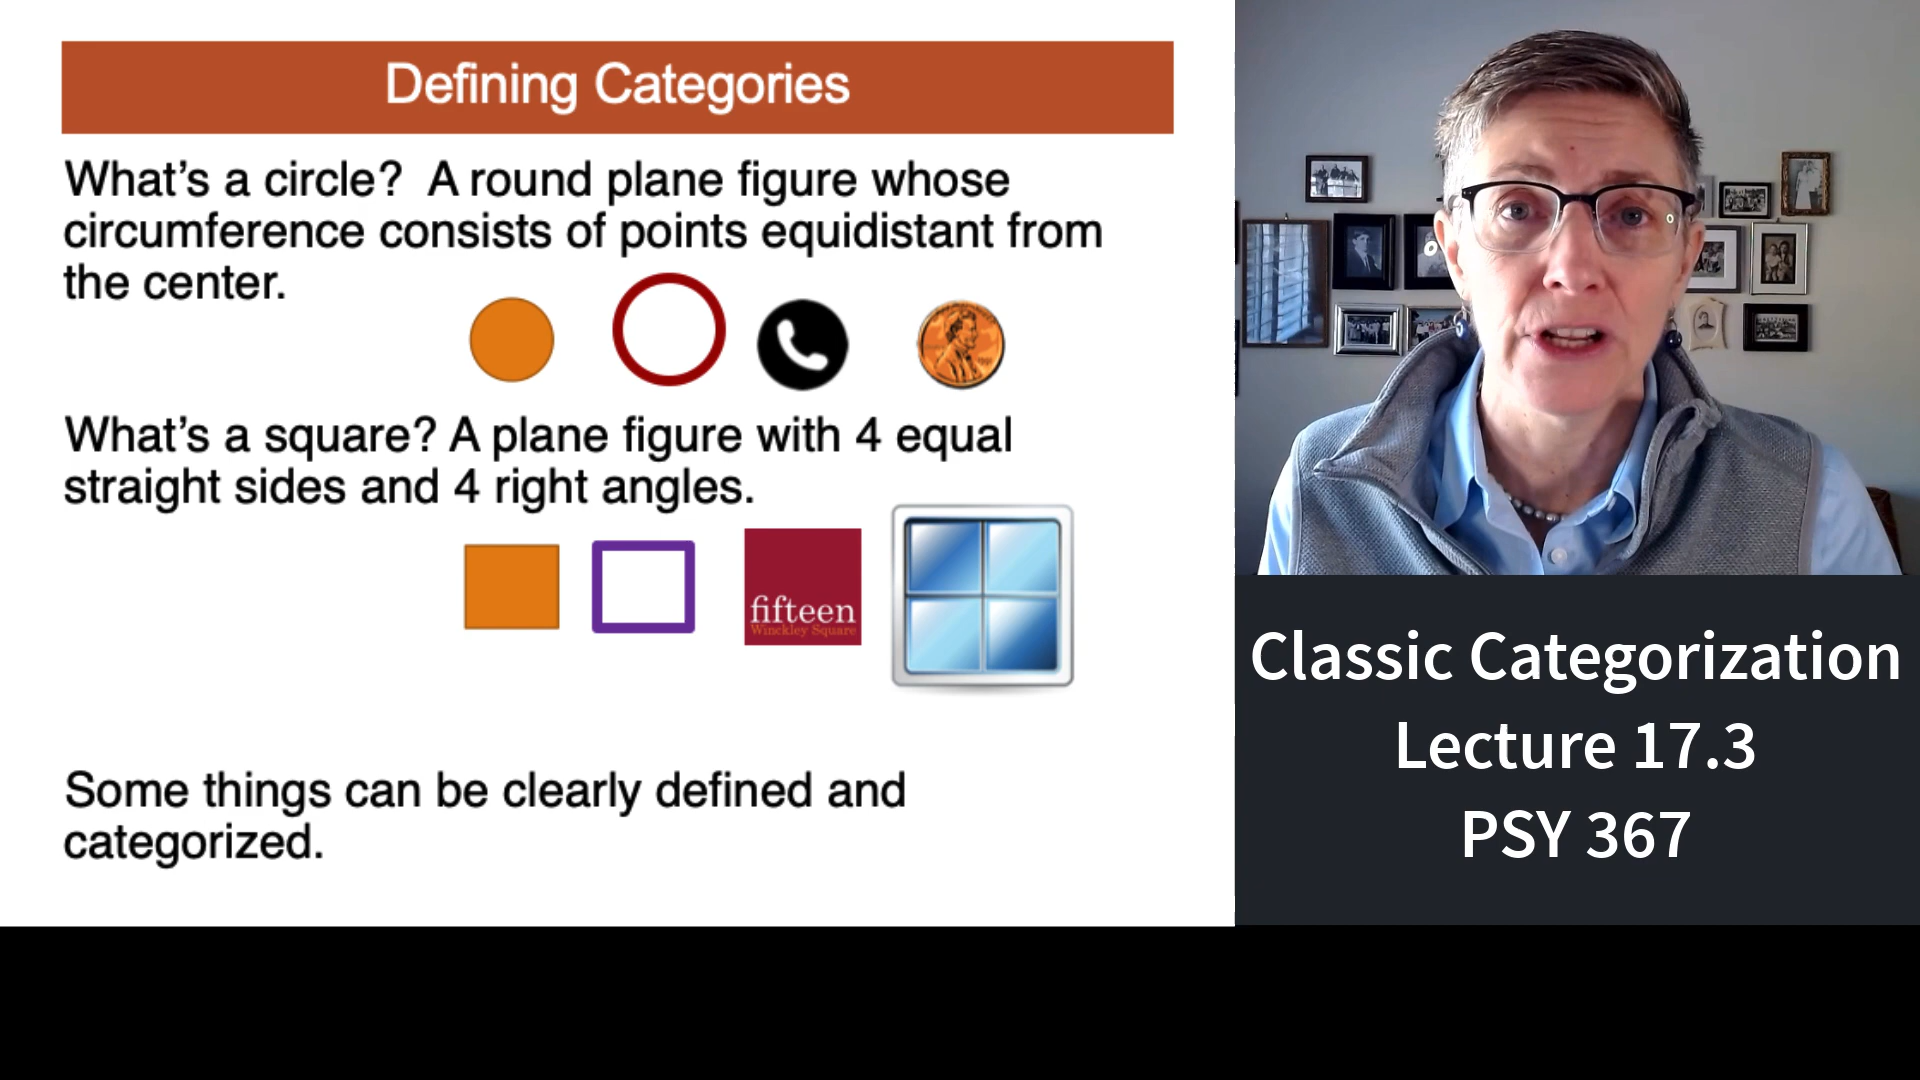 Defining Categories
What’s a circle?  A round plane figure whose
circumference consists of points equidistant from
the center.
What’s a square? A plane figure with 4 equal
straight sides and 4 right angles.
fifteen
Winckley Square
Some things can be clearly defined and
categorized.
Classic Categorization
Lecture 17.3
PSY 367